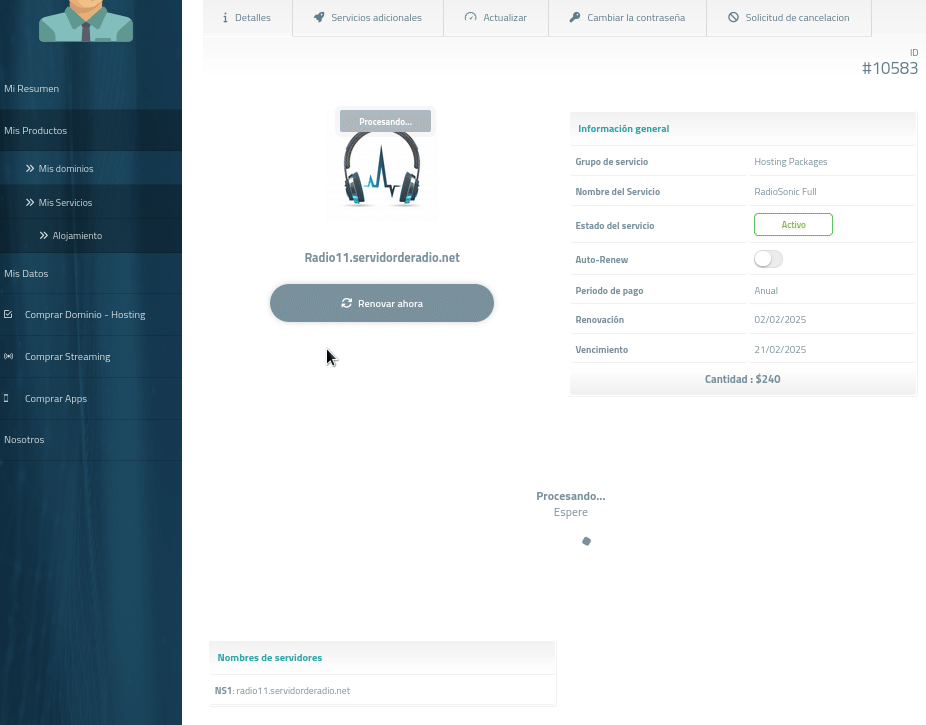 Detalles
Servicios adicionales
Actualizar
Cambiar la contraseña
Solicitud de cancelacion
ID
#10583
Mi Resumen
Mis Productos
Mis dominios
Mis Servicios
Alojamiento
Mis Datos
Comprar Dominio - Hosting
Comprar Streaming
Comprar Apps
Nosotros
Procesando...
Radio11.servidorderadio.net
Renovar ahora
Información general
Grupo de servicio Hosting Packages
Nombre del Servicio RadioSonic Full
Estado del servicio Activo
Auto-Renew
Periodo de pago Anual
Renovación 02/02/2025
Vencimiento 21/02/2025
Cantidad : $240
Procesando...
Espere
Nombres de servidores
NS1: radio11.servidorderadio.net